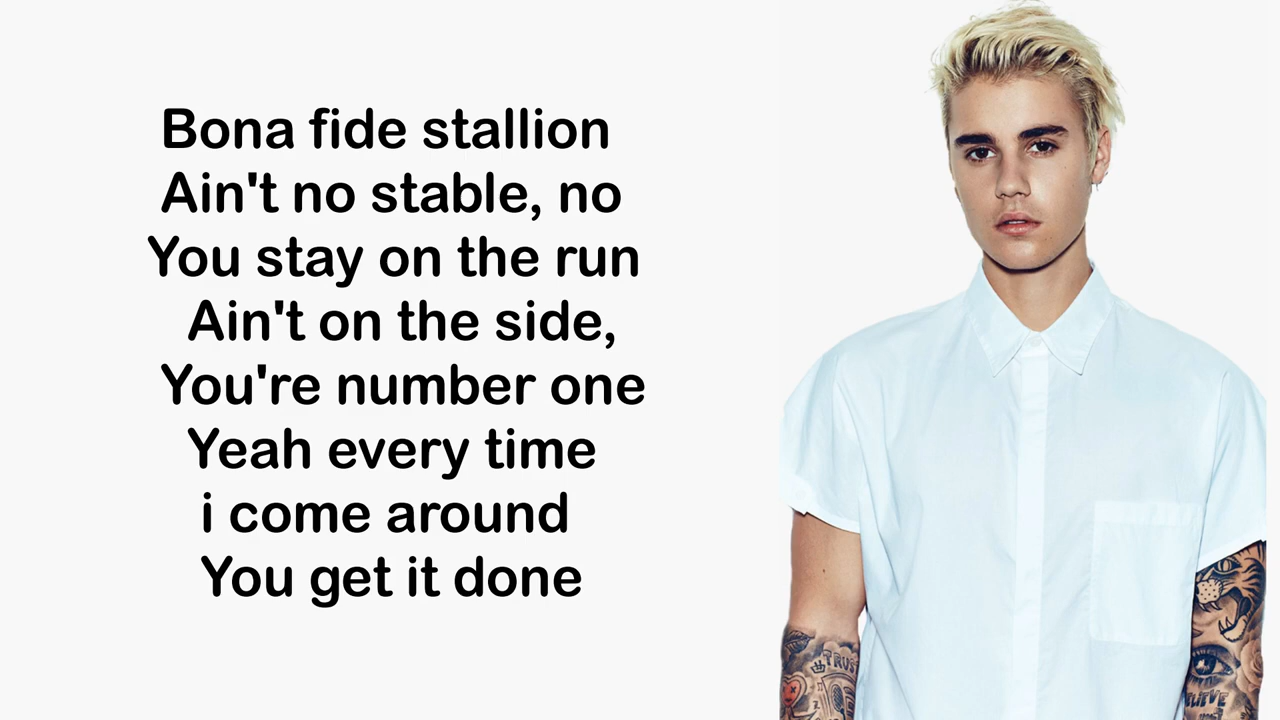 Bona fide stallion
Ain't no stable, no
You stay on the run
Ain't on the side,
You're number one
Yeah every time
i come around
You get it done
TRUST